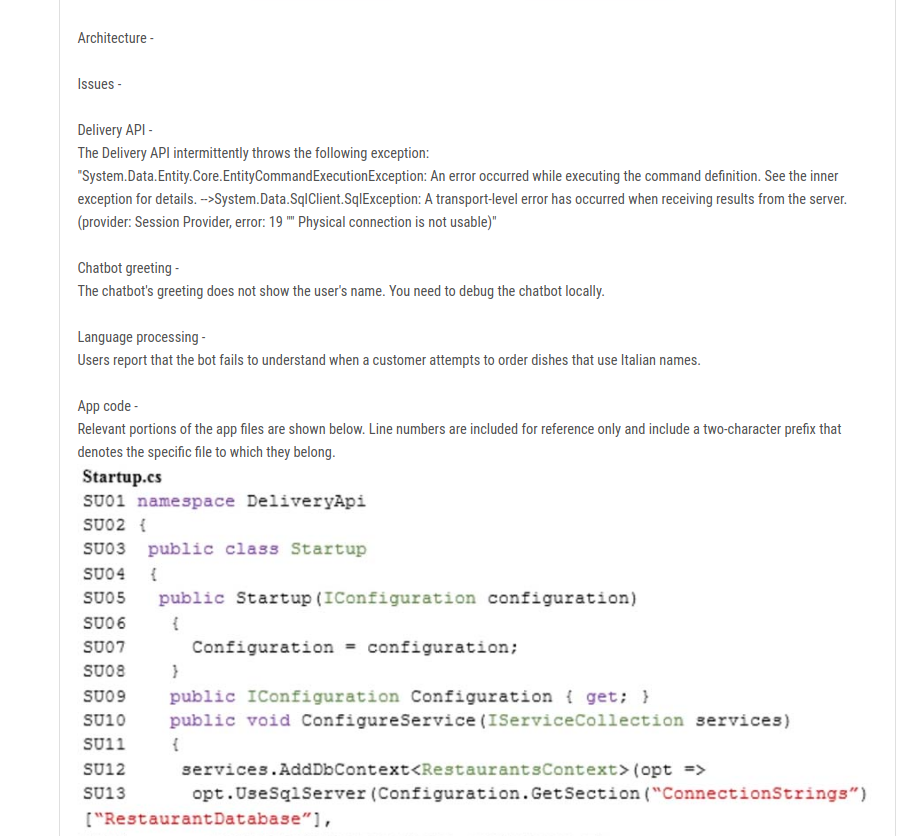 Architecture -
Issues -
Delivery API -
The Delivery API intermittently throws the following exception:
"System.Data.Entity.Core.EntityCommandExecutionException: An error occurred while executing the command definition. See the inner
exception for details. -->System.Data.SqlClient.SqlException: A transport-level error has occurred when receiving results from the server.
(provider: Session Provider, error: 19 "" Physical connection is not usable)"
Chatbot greeting -
The chatbot's greeting does not show the user's name. You need to debug the chatbot locally.
Language processing -
Users report that the bot fails to understand when a customer attempts to order dishes that use Italian names.
App code -
Relevant portions of the app files are shown below. Line numbers are included for reference only and include a two-character prefix that
denotes the specific file to which they belong.
Startup.cs
SU01 namespace DeliveryApi
SU02 {
SU03 public class Startup
SU04 {
SU05 public Startup(IConfiguration configuration)
SU06 {
SU07 Configuration = configuration;
SU08 }
SU09 public IConfiguration Configuration { get; }
SU10 public void ConfigureService(IServiceCollection services)
SU11 {
SU12 services.AddDbContext<RestaurantsContext>(opt =>
SU13 opt.UseSqlServer(Configuration.GetSection("ConnectionStrings")
["RestaurantDatabase"],